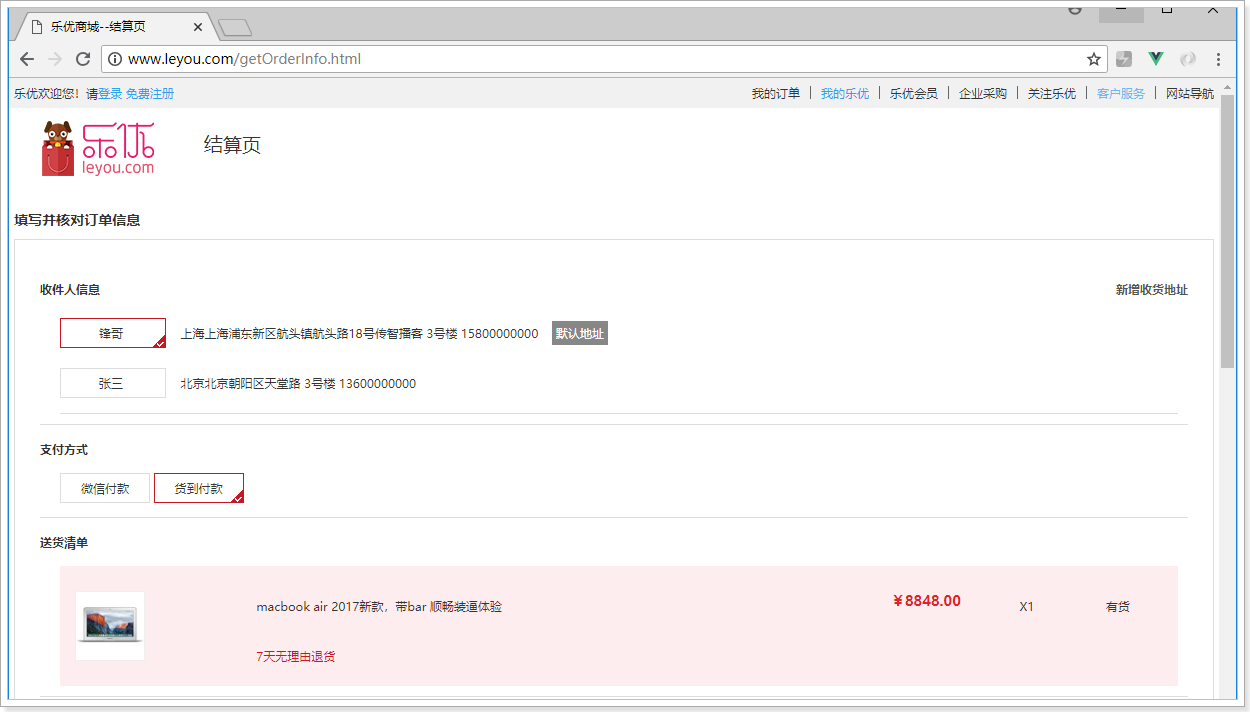 乐优商城--结算页
www.leyou.com/getOrderInfo.html
乐优欢迎您！请登录 免费注册
我的订单 | 我的乐优 | 乐优会员 | 企业采购 | 关注乐优 | 客户服务 | 网站导航
乐优
leyou.com
结算页
填写并核对订单信息
收件人信息
新增收货地址
锋哥 上海上海浦东新区航头镇航头路18号传智播客 3号楼 15800000000 默认地址
张三 北京北京朝阳区天堂路 3号楼 13600000000
支付方式
微信付款 货到付款
送货清单
macbook air 2017新款，带bar 顺畅装逼体验 ￥8848.00 X1 有货
7天无理由退货